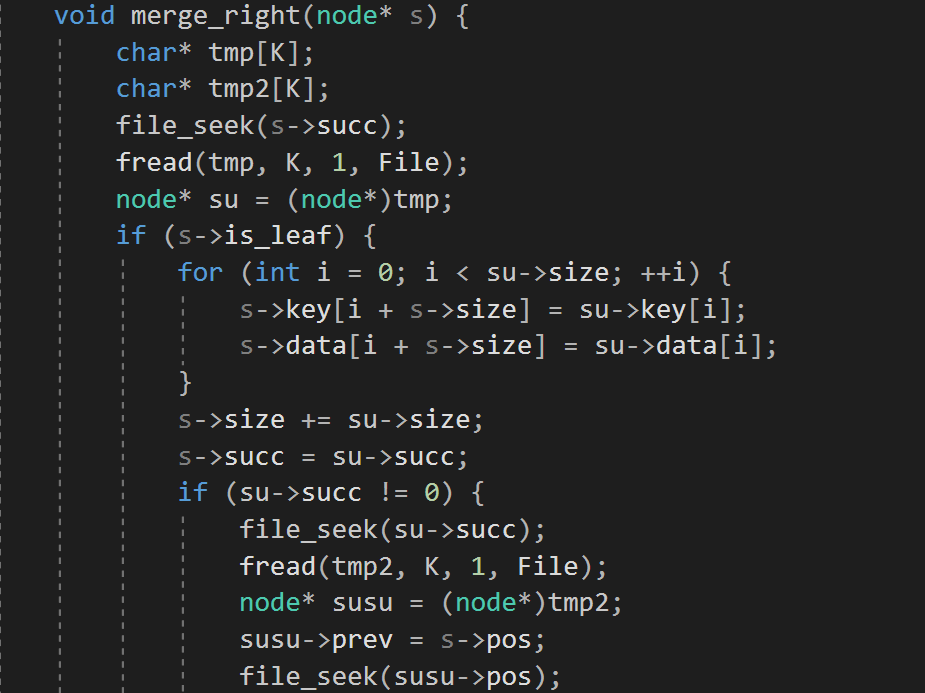 void merge_right(node* s) {
    char* tmp[K];
    char* tmp2[K];
    file_seek(s->succ);
    fread(tmp, K, 1, File);
    node* su = (node*)tmp;
    if (s->is_leaf) {
        for (int i = 0; i < su->size; ++i) {
            s->key[i + s->size] = su->key[i];
            s->data[i + s->size] = su->data[i];
        }
        s->size += su->size;
        s->succ = su->succ;
        if (su->succ != 0) {
            file_seek(su->succ);
            fread(tmp2, K, 1, File);
            node* susu = (node*)tmp2;
            susu->prev = s->pos;
            file_seek(susu->pos);